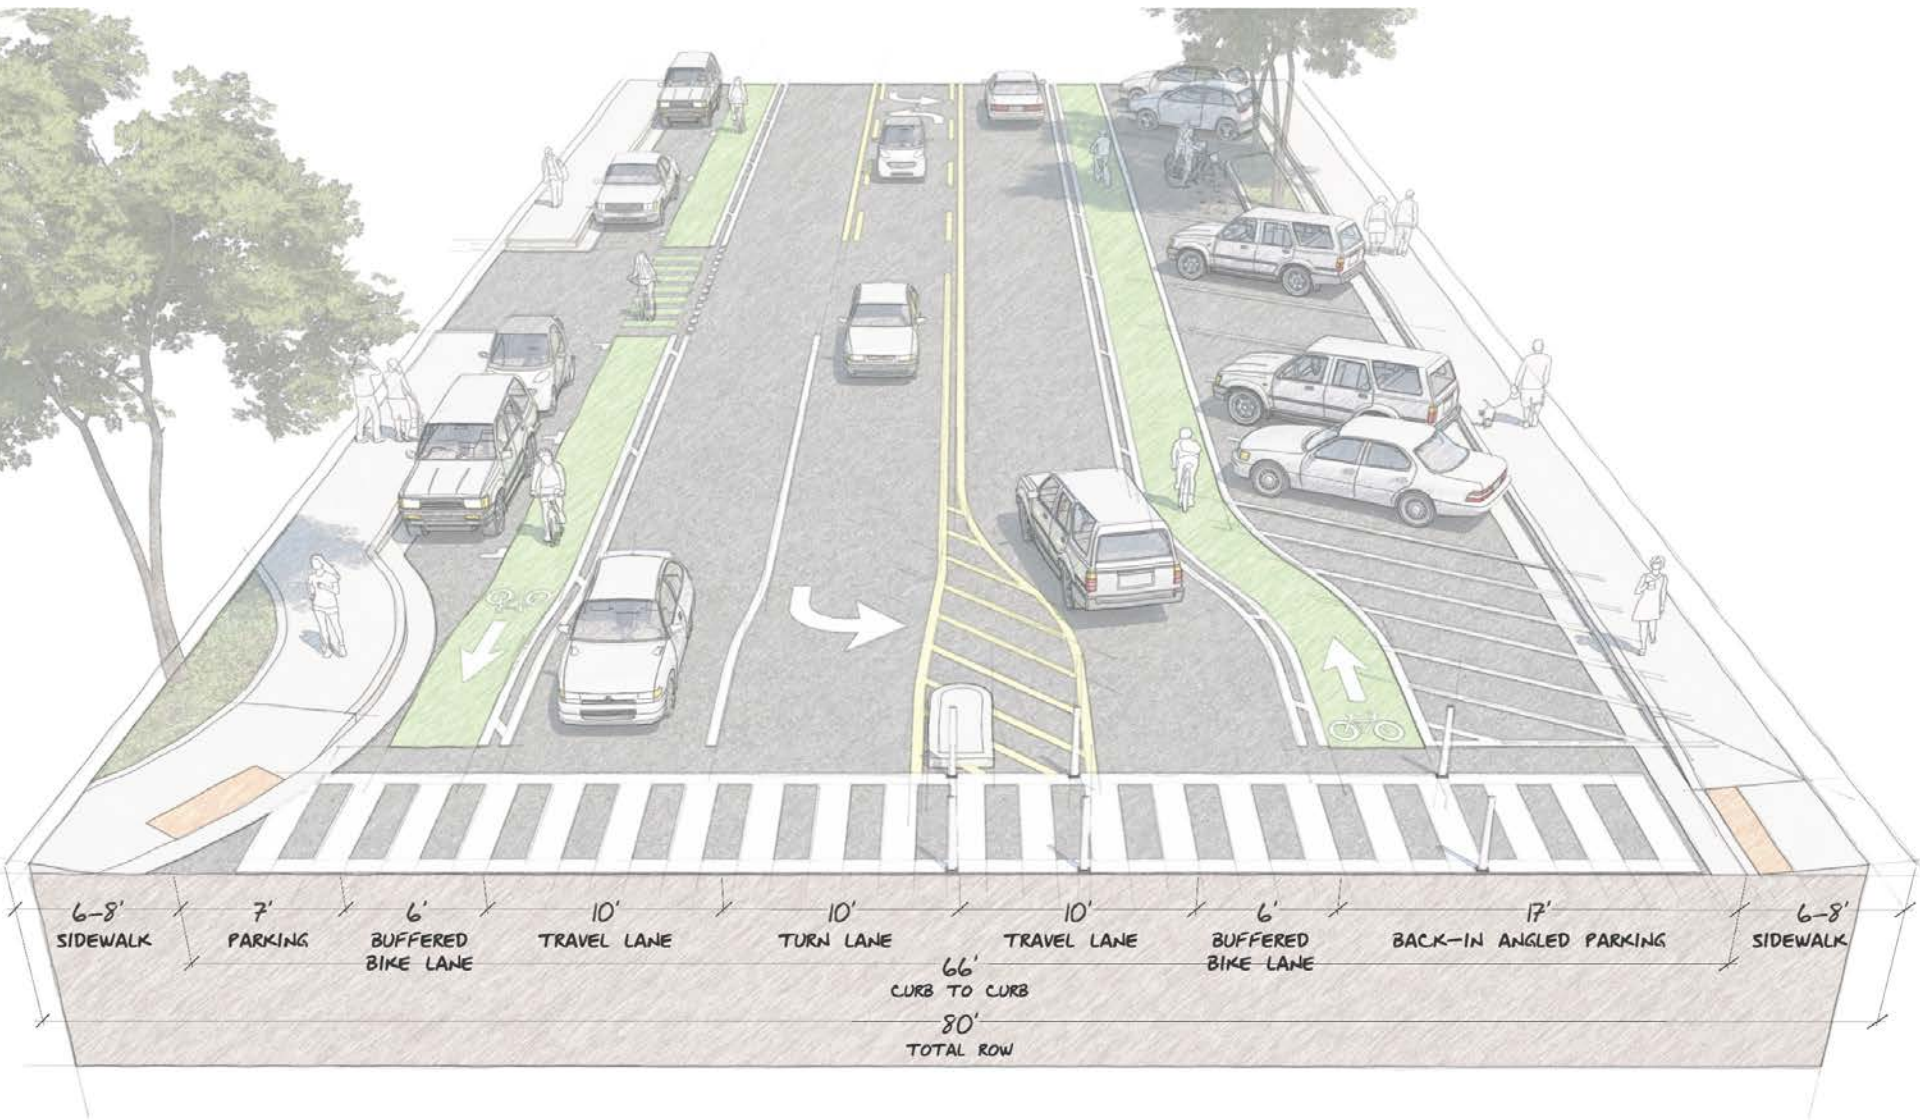 6-8'
SIDEWALK
7'
PARKING
6'
BUFFERED
BIKE LANE
10'
TRAVEL LANE
10'
TURN LANE
10'
TRAVEL LANE
6'
BUFFERED
BIKE LANE
17'
BACK-IN ANGLED PARKING
6-8'
SIDEWALK
66'
CURB TO CURB
80'
TOTAL ROW